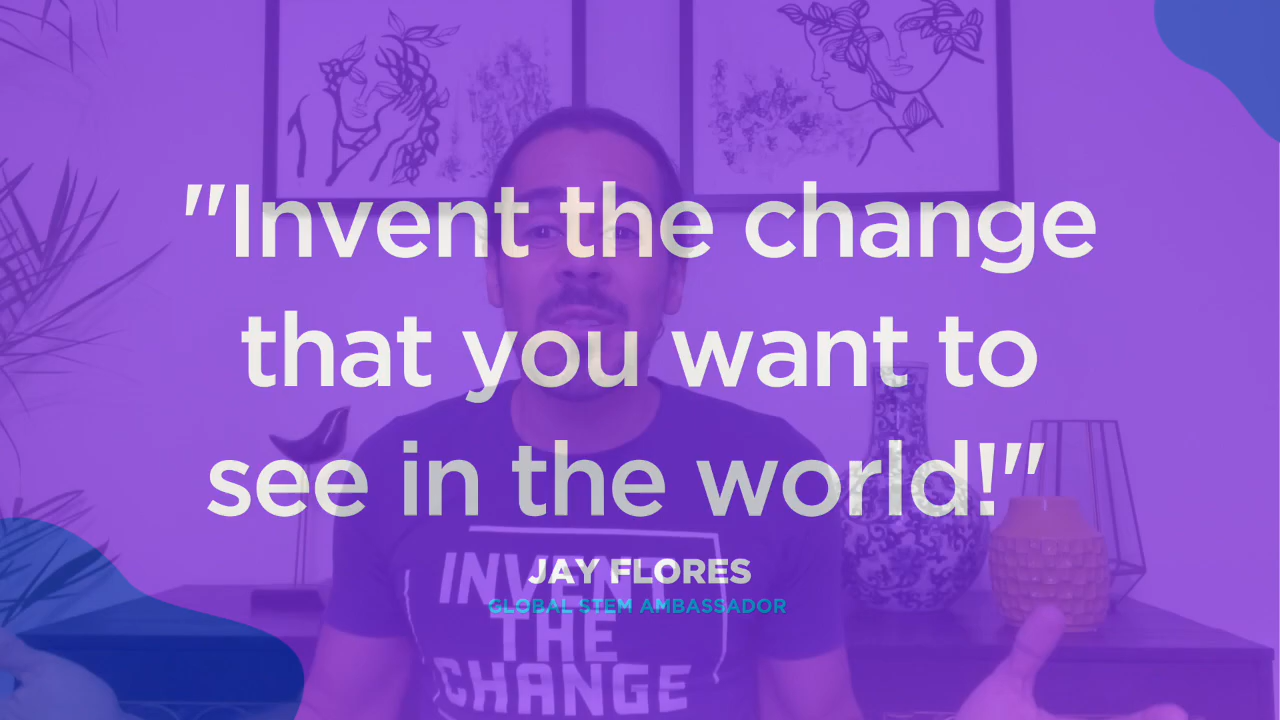 "Invent the change
that you want to
see in the world!"
JAY FLORES
GLOBAL STEM AMBASSADOR
INVENT
THE
CHANGE